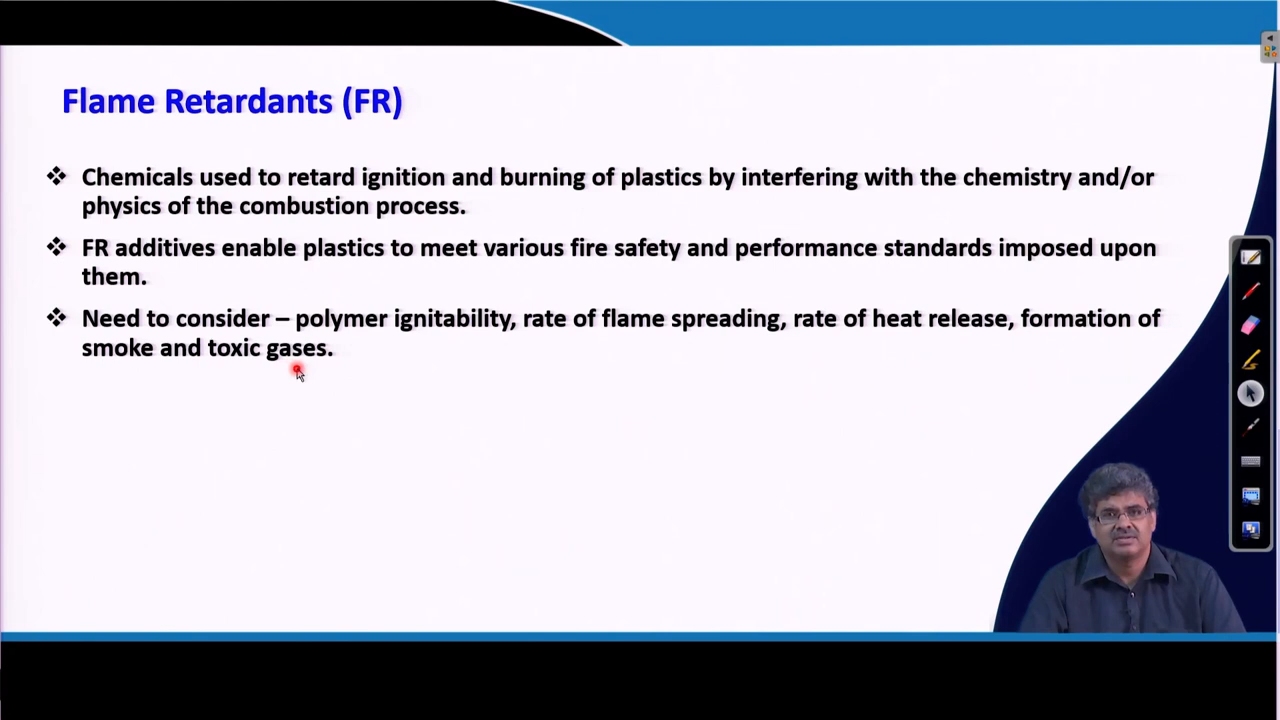 Flame Retardants (FR)
❖ Chemicals used to retard ignition and burning of plastics by interfering with the chemistry and/or
physics of the combustion process.
❖ FR additives enable plastics to meet various fire safety and performance standards imposed upon
them.
❖ Need to consider – polymer ignitability, rate of flame spreading, rate of heat release, formation of
smoke and toxic gases.